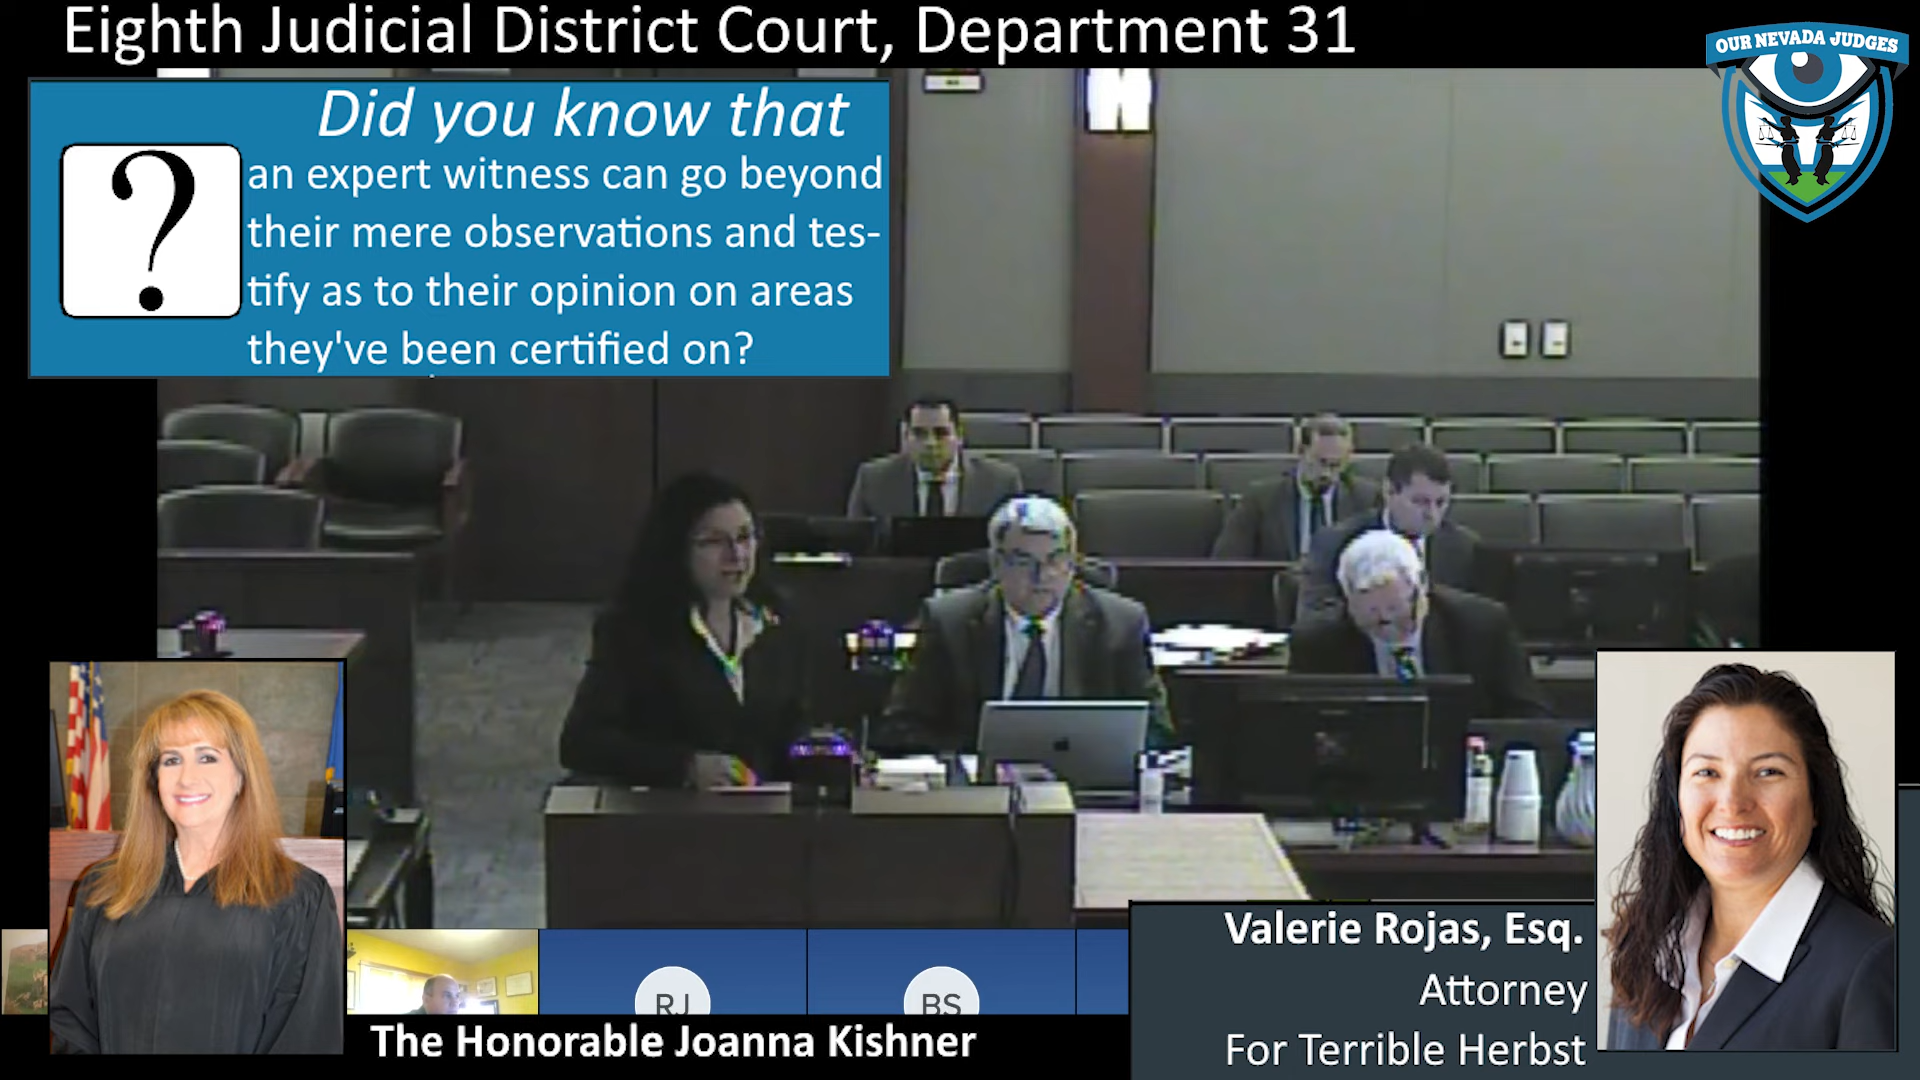 Eighth Judicial District Court, Department 31
OUR NEVADA JUDGES
Did you know that
?
an expert witness can go beyond
their mere observations and tes-
tify as to their opinion on areas
they've been certified on?
RJ
BS
The Honorable Joanna Kishner
Valerie Rojas, Esq.
Attorney
For Terrible Herbst